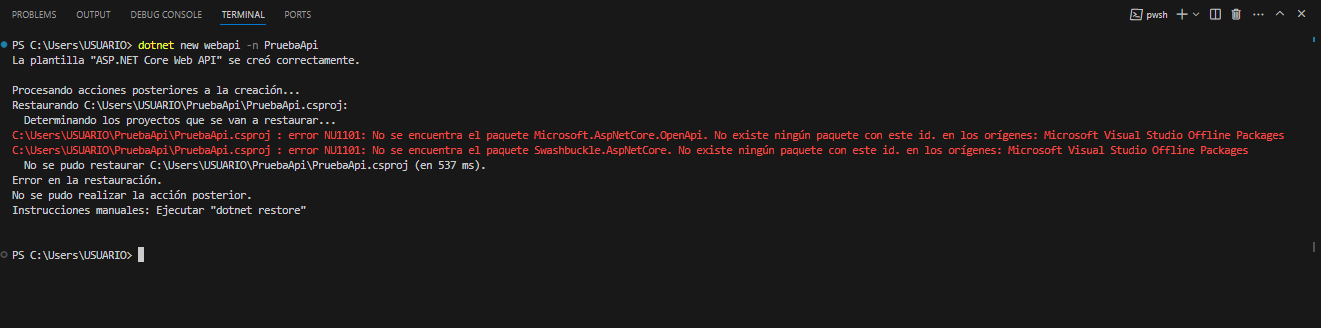 PROBLEMS OUTPUT DEBUG CONSOLE TERMINAL PORTS pwsh
PS C:\Users\USUARIO> dotnet new webapi -n PruebaApi
La plantilla "ASP.NET Core Web API" se creó correctamente.
Procesando acciones posteriores a la creación...
Restaurando C:\Users\USUARIO\PruebaApi\PruebaApi.csproj:
Determinando los proyectos que se van a restaurar...
C:\Users\USUARIO\PruebaApi\PruebaApi.csproj : error NU1101: No se encuentra el paquete Microsoft.AspNetCore.OpenApi. No existe ningún paquete con este id. en los orígenes: Microsoft Visual Studio Offline Packages
C:\Users\USUARIO\PruebaApi\PruebaApi.csproj : error NU1101: No se encuentra el paquete Swashbuckle.AspNetCore. No existe ningún paquete con este id. en los orígenes: Microsoft Visual Studio Offline Packages
No se pudo restaurar C:\Users\USUARIO\PruebaApi\PruebaApi.csproj (en 537 ms).
Error en la restauración.
No se pudo realizar la acción posterior.
Instrucciones manuales: Ejecutar "dotnet restore"
PS C:\Users\USUARIO>